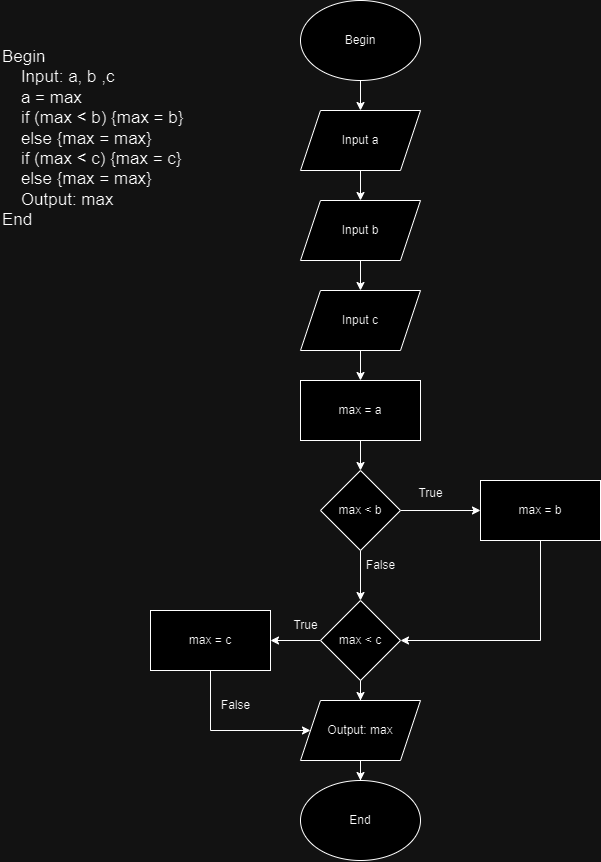 Begin
Input: a, b ,c
a = max
if (max < b) {max = b}
else {max = max}
if (max < c) {max = c}
else {max = max}
Output: max
End
Begin
Input a
Input b
Input c
max = a
max < b
True
max = b
False
max < c
True
max = c
False
Output: max
End